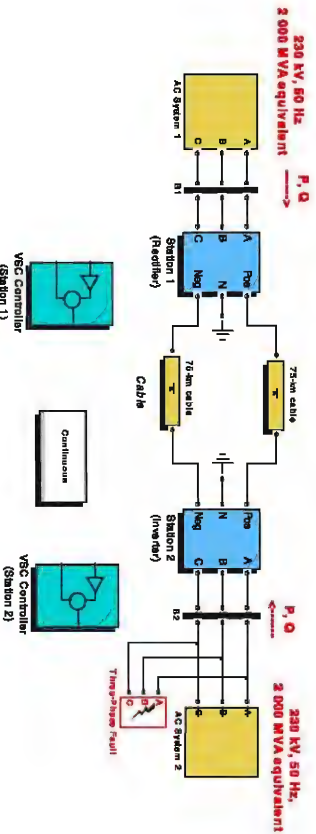 230 kV, 50 Hz
2 000 MVA equivalent
P, Q
---->
AC System 1
A
B
C
B1
A
B
C
Pos
N
Neg
Station 1
(Rectifier)
75-km cable
75-km cable
Cable
Pos
N
Neg
A
B
C
Station 2
(Inverter)
B2
P, Q
<----
230 kV, 50 Hz,
2 000 MVA equivalent
A
B
C
AC System 2
A
B
C
Three-Phase Fault
VSC Controller
(Station 1)
Continuous
VSC Controller
(Station 2)